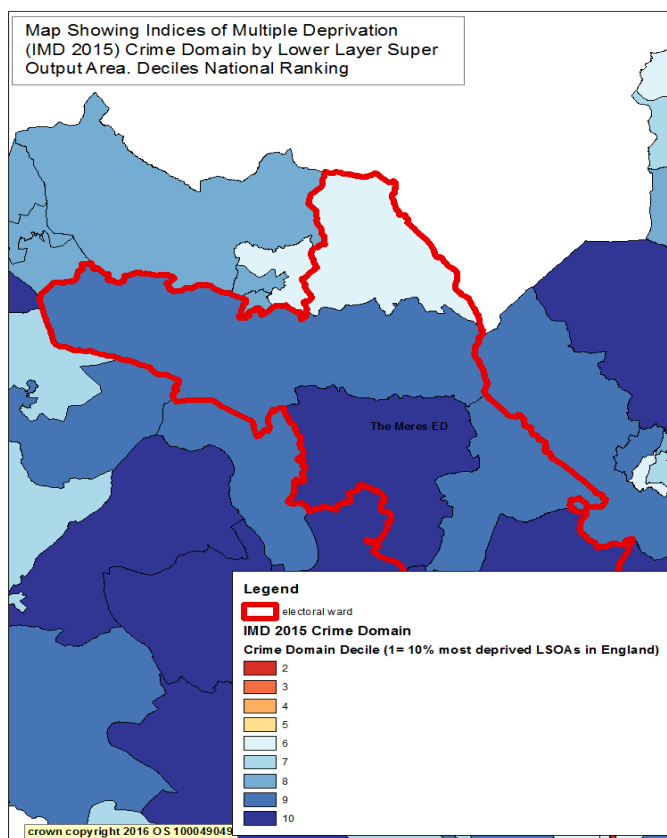 Map Showing Indices of Multiple Deprivation
(IMD 2015) Crime Domain by Lower Layer Super
Output Area. Deciles National Ranking
The Meres ED
Legend
electoral ward
IMD 2015 Crime Domain
Crime Domain Decile (1= 10% most deprived LSOAs in England)
2
3
4
5
6
7
8
9
10
crown copyright 2016 OS 100049049